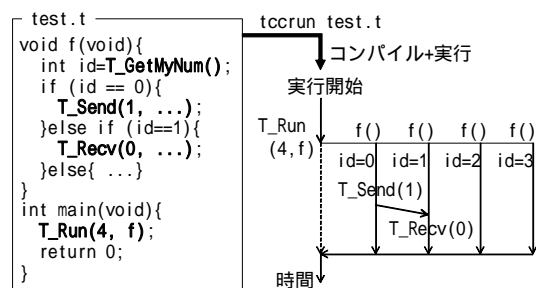 test.t
void f(void){
int id=T_GetMyNum();
if (id == 0){
T_Send(1, ...);
}else if (id==1){
T_Recv(0, ...);
}else{ ...}
}
int main(void){
T_Run(4, f);
return 0;
}
tccrun test.t
コンパイル+実行
実行開始
T_Run
(4,f)
f() f() f() f()
id=0 id=1 id=2 id=3
T_Send(1)
T_Recv(0)
時間